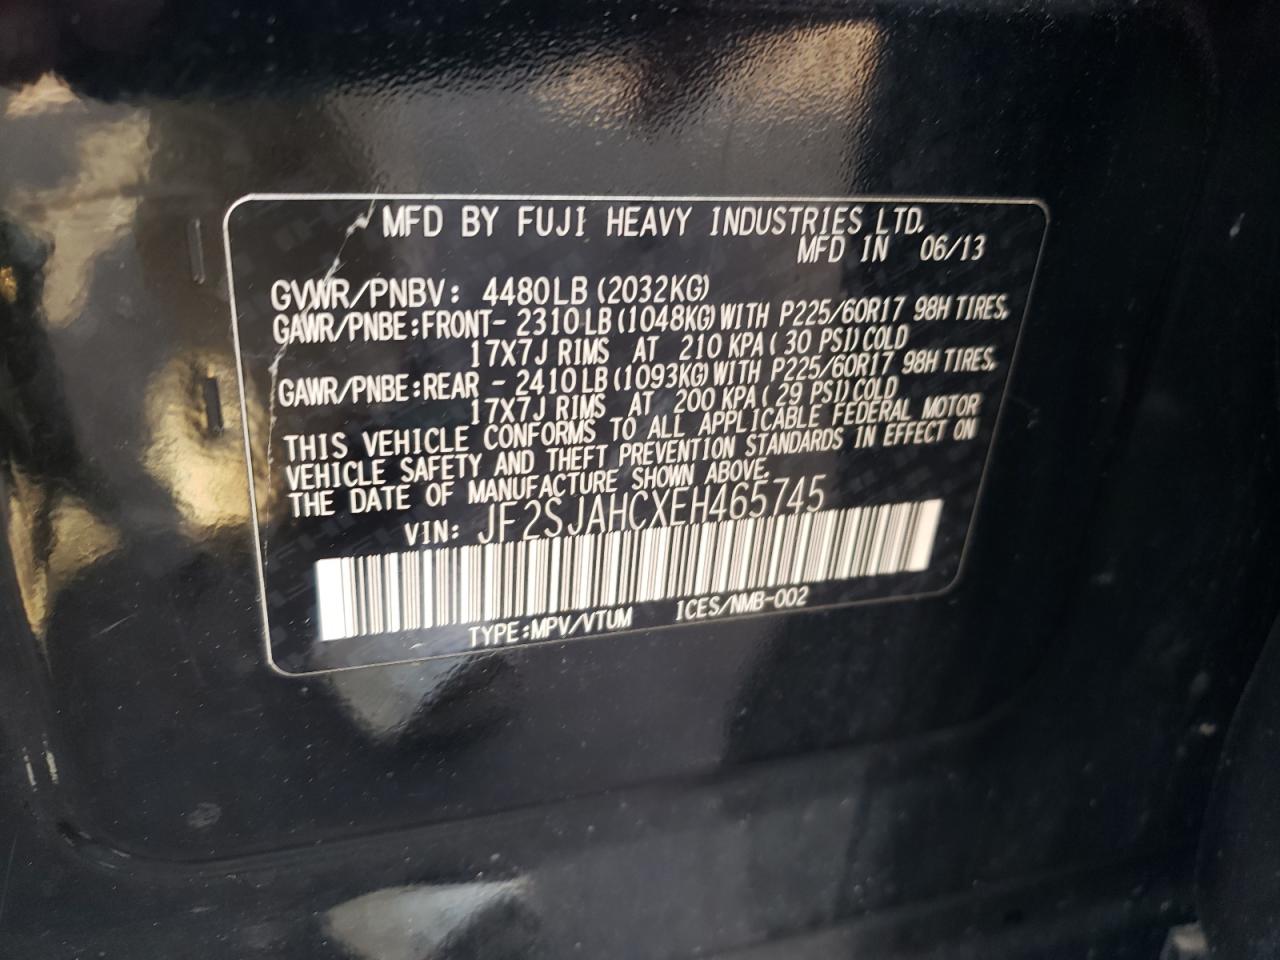 MFD BY FUJI HEAVY INDUSTRIES LTD.
MFD IN 06/13
GVWR/PNBV: 4480LB (2032KG)
GAWR/PNBE:FRONT- 2310LB(1048KG)WITH P225/60R17 98H TIRES,
17X7J RIMS AT 210 KPA( 30 PSI)COLD
GAWR/PNBE:REAR - 2410LB(1093KG)WITH P225/60R17 98H TIRES,
17X7J RIMS AT 200 KPA( 29 PSI)COLD
THIS VEHICLE CONFORMS TO ALL APPLICABLE FEDERAL MOTOR
VEHICLE SAFETY AND THEFT PREVENTION STANDARDS IN EFFECT ON
THE DATE OF MANUFACTURE SHOWN ABOVE.
VIN: JF2SJAHCXEH465745
TYPE:MPV/VTUM ICES/NMB-002